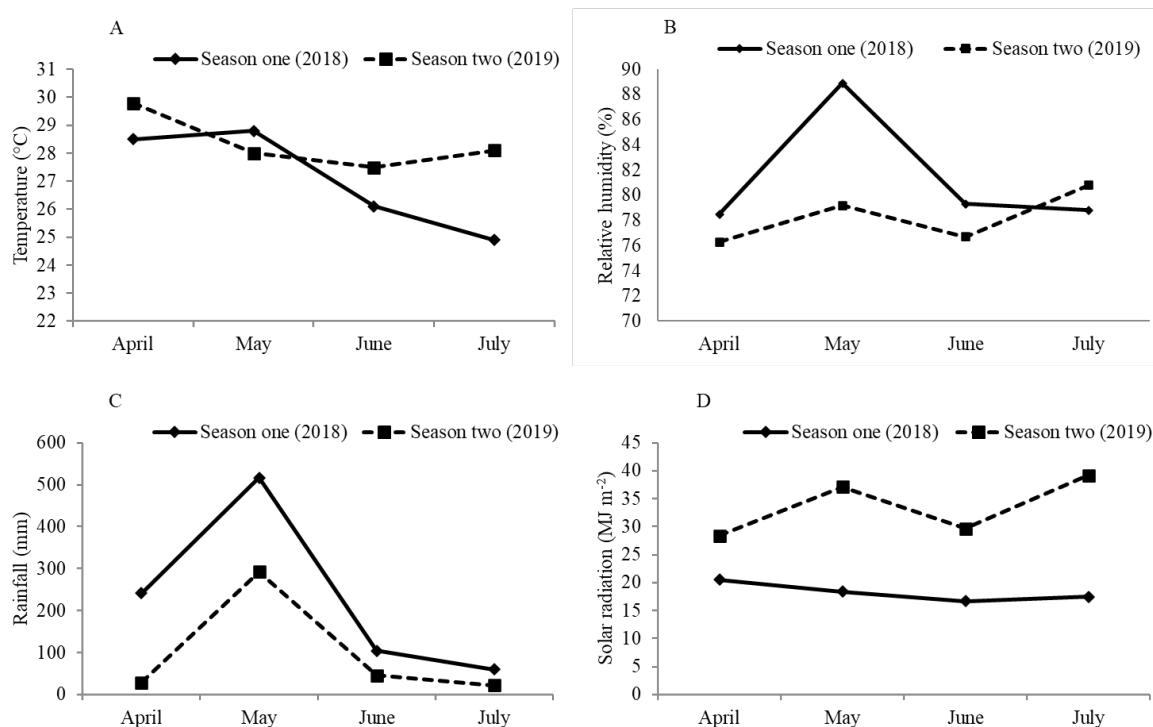 A
Season one (2018) Season two (2019)
31
30
29
28
27
26
25
24
23
22
Temperature (°C)
April May June July
B
Season one (2018) Season two (2019)
90
88
86
84
82
80
78
76
74
72
70
Relative humidity (%)
April May June July
C
Season one (2018) Season two (2019)
600
500
400
300
200
100
0
Rainfall (mm)
April May June July
D
Season one (2018) Season two (2019)
45
40
35
30
25
20
15
10
5
0
Solar radiation (MJ m⁻²)
April May June July